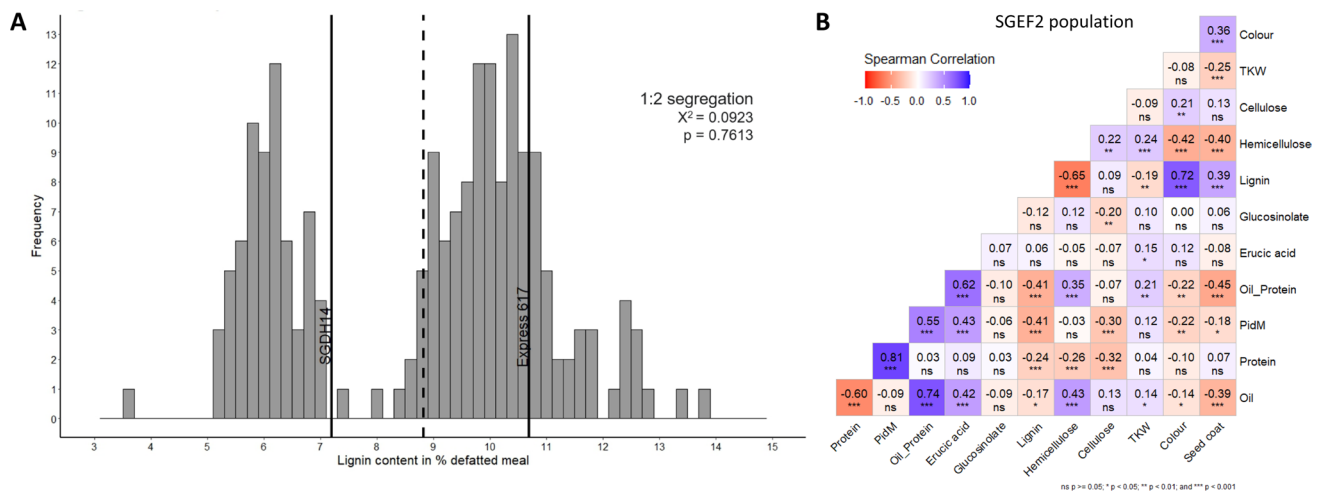 A
13
12
11
10
9
8
7
6
5
4
3
2
1
0
Frequency
1:2 segregation
X² = 0.0923
p = 0.7613
SGDH14
Express 617
3 4 5 6 7 8 9 10 11 12 13 14 15
Lignin content in % defatted meal
B
SGEF2 population
Spearman Correlation
-1.0 -0.5 0.0 0.5 1.0
0.36 Colour
***
-0.08 -0.25 TKW
ns ***
-0.09 0.21 0.13 Cellulose
ns ** ns
0.22 0.24 -0.42 -0.40 Hemicellulose
** *** *** ***
-0.65 0.09 -0.19 0.72 0.39 Lignin
*** ns ** *** ***
-0.12 0.12 -0.20 0.10 0.00 0.06 Glucosinolate
ns ns ** ns ns ns
0.07 0.06 -0.05 -0.07 0.15 0.12 -0.08 Erucic acid
ns ns ns ns * ns ns
0.62 -0.10 -0.41 0.35 -0.07 0.21 -0.22 -0.45 Oil_Protein
*** ns *** *** ns ** ** ***
0.55 0.43 -0.06 -0.41 -0.03 -0.30 0.12 -0.22 -0.18 PidM
*** *** ns *** ns *** ns ** *
0.81 0.03 0.09 0.03 -0.24 -0.26 -0.32 0.04 -0.10 0.07 Protein
*** ns ns ns *** *** *** ns ns ns
-0.60 -0.09 0.74 0.42 -0.09 -0.17 0.43 0.13 0.14 -0.14 -0.39 Oil
*** ns *** *** ns * *** ns * * ***
Protein PidM Oil_Protein Erucic acid Glucosinolate Lignin Hemicellulose Cellulose TKW Colour Seed coat
ns p >= 0.05; * p < 0.05; ** p < 0.01; and *** p < 0.001